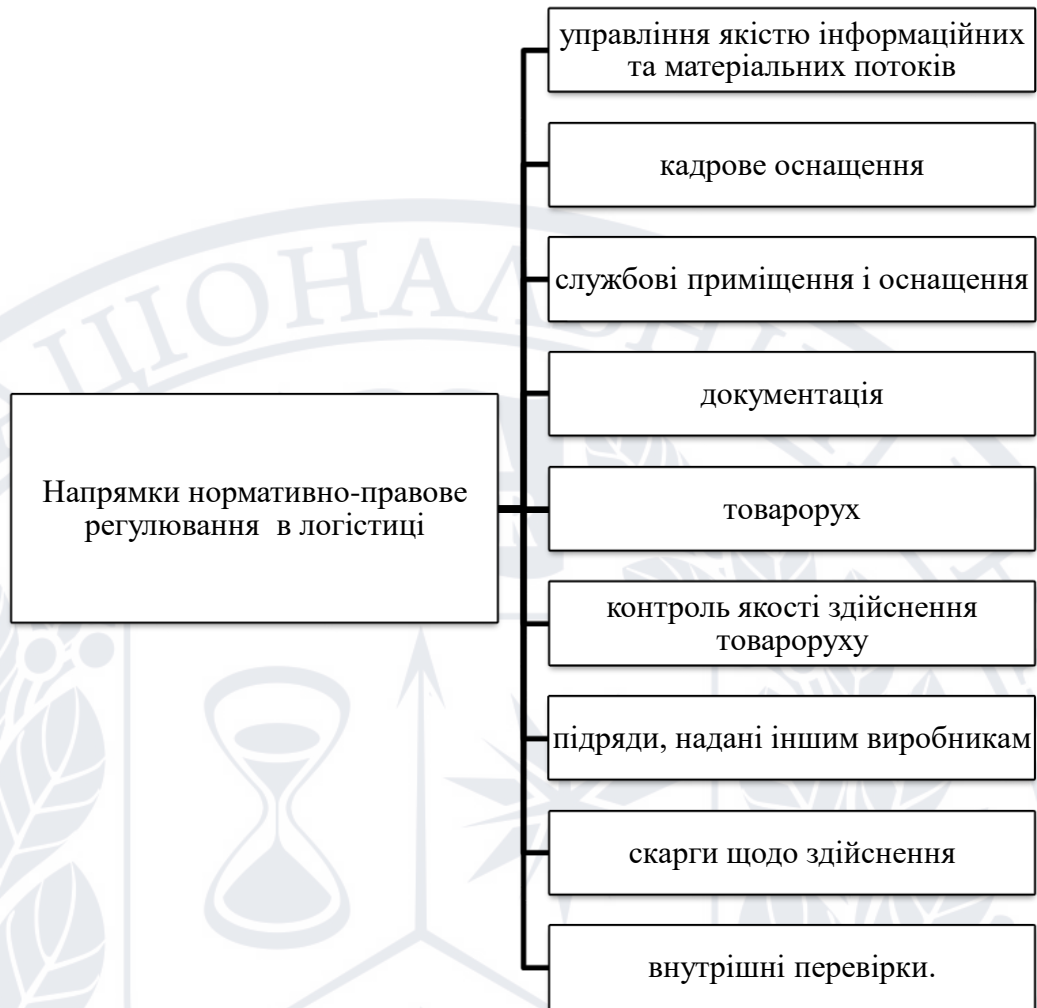 управління якістю інформаційних
та матеріальних потоків
кадрове оснащення
службові приміщення і оснащення
документація
Напрямки нормативно-правове
регулювання в логістиці
товарорух
контроль якості здійснення
товароруху
підряди, надані іншим виробникам
скарги щодо здійснення
внутрішні перевірки.